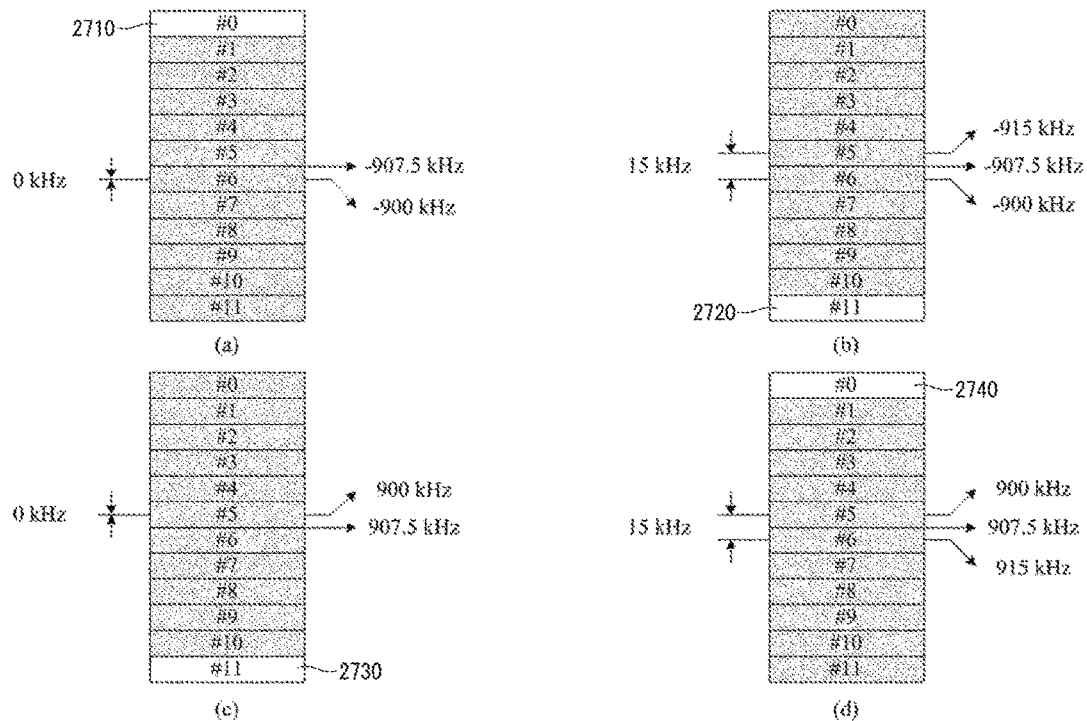 2710
#0
#1
#2
#3
#4
#5
#6
#7
#8
#9
#10
#11
0 kHz
-907.5 kHz
-900 kHz
(a)
#0
#1
#2
#3
#4
#5
#6
#7
#8
#9
#10
#11
15 kHz
-915 kHz
-907.5 kHz
-900 kHz
2720
(b)
#0
#1
#2
#3
#4
#5
#6
#7
#8
#9
#10
#11
0 kHz
900 kHz
907.5 kHz
2730
(c)
#0
2740
#1
#2
#3
#4
#5
#6
#7
#8
#9
#10
#11
15 kHz
900 kHz
907.5 kHz
915 kHz
(d)